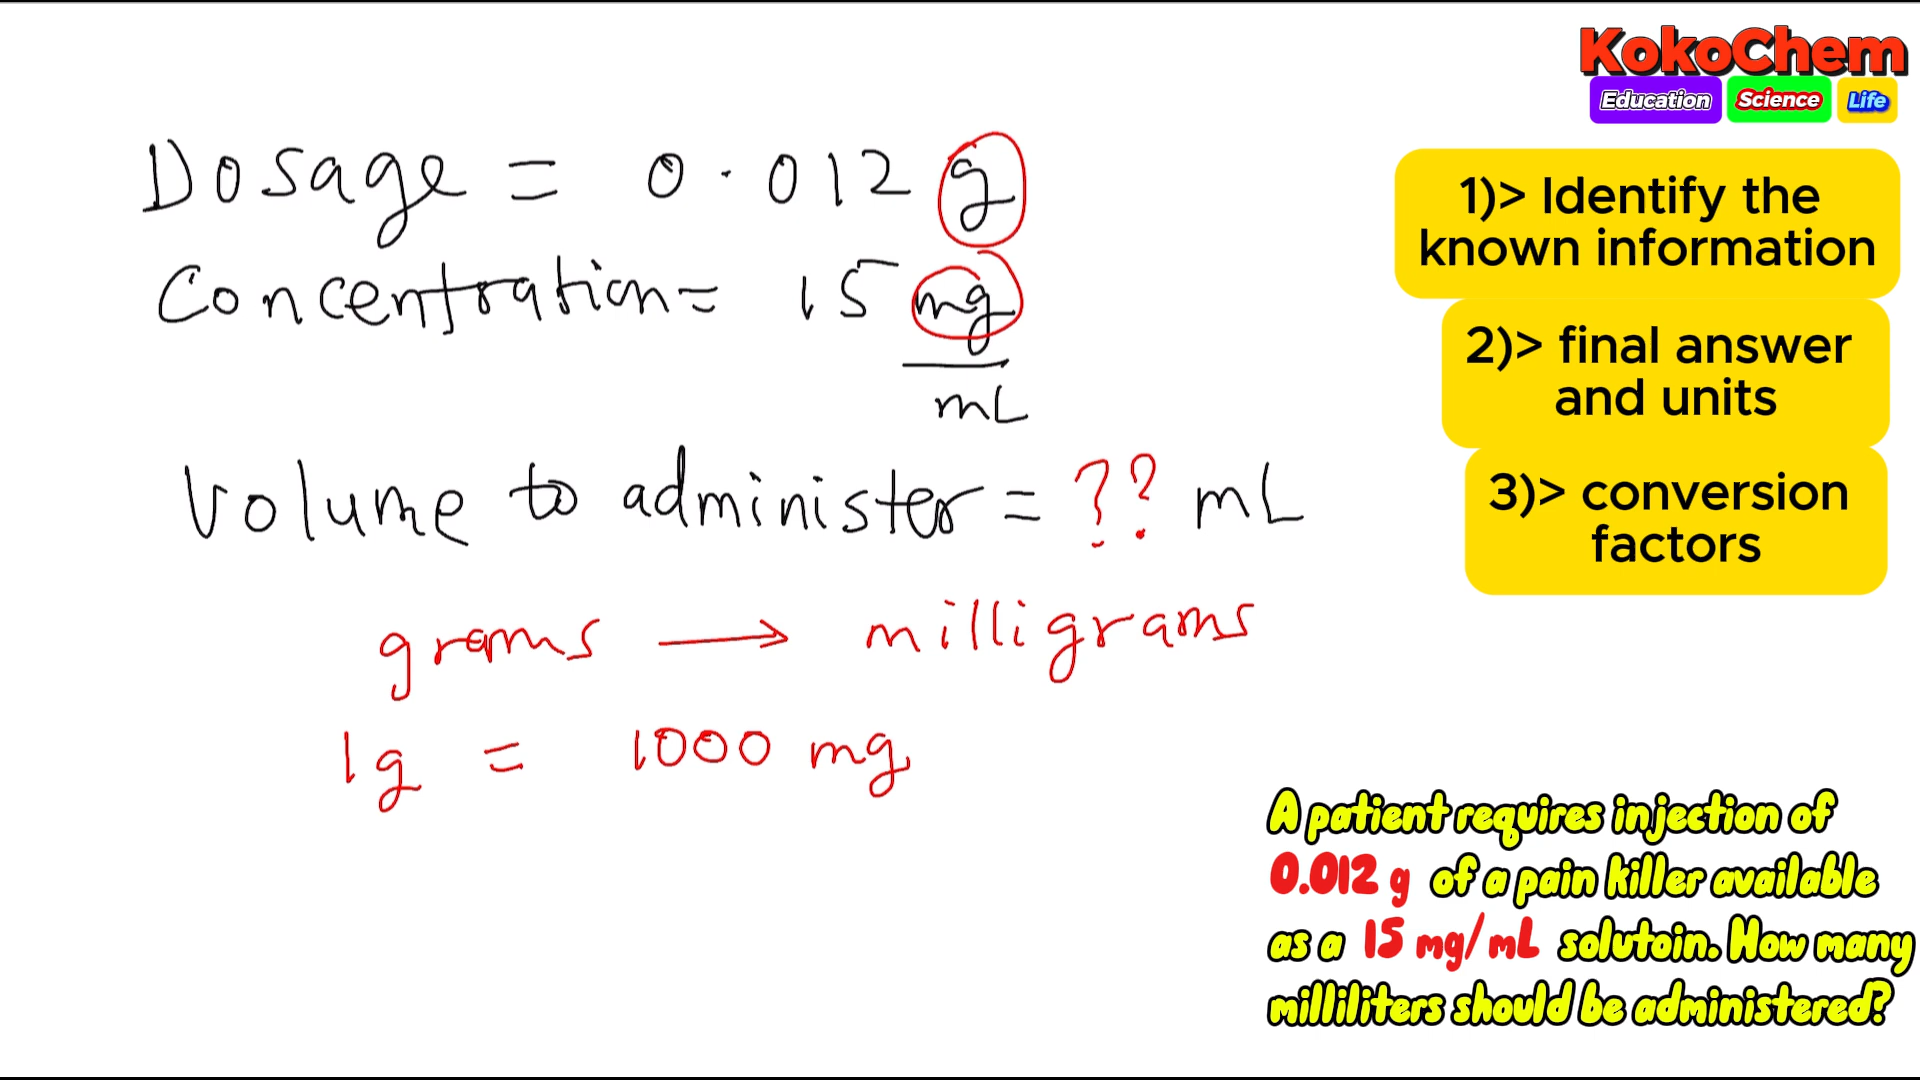 KokoChem
Education Science Life
Dosage = 0.012 g
Concentration = 15 mg
mL
Volume to administer = ?? mL
grams → milligrams
1g = 1000 mg
1)> Identify the
known information
2)> final answer
and units
3)> conversion
factors
A patient requires injection of
0.012 g of a pain killer available
as a 15 mg/mL solutoin. How many
milliliters should be administered?